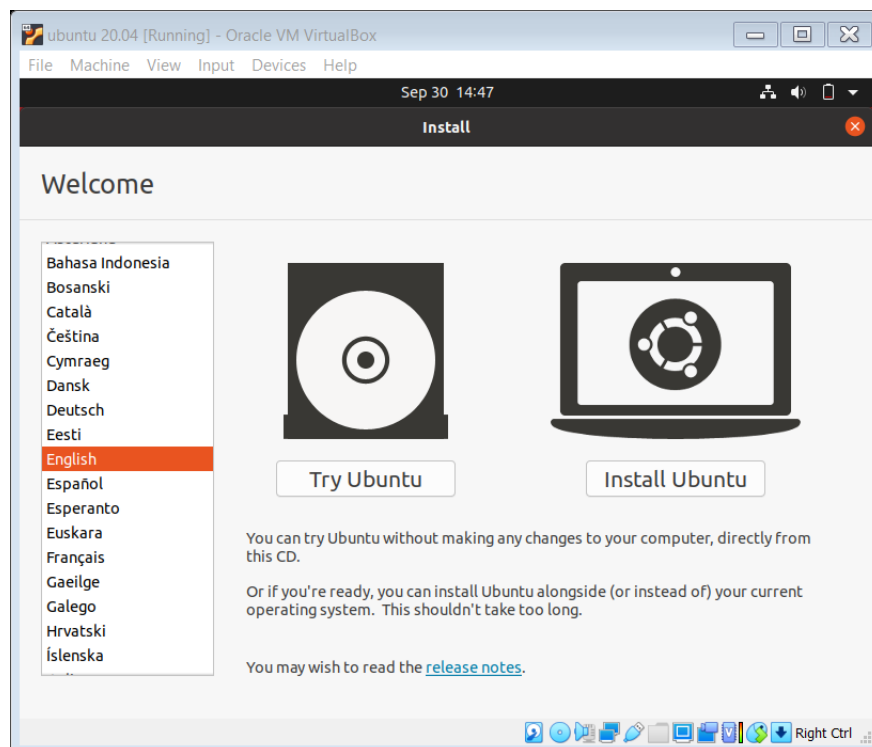 ubuntu 20.04 [Running] - Oracle VM VirtualBox
File Machine View Input Devices Help
Sep 30 14:47
Install
Welcome
Bahasa Indonesia
Bosanski
Català
Čeština
Cymraeg
Dansk
Deutsch
Eesti
English
Español
Esperanto
Euskara
Français
Gaeilge
Galego
Hrvatski
Íslenska
Try Ubuntu
Install Ubuntu
You can try Ubuntu without making any changes to your computer, directly from
this CD.
Or if you're ready, you can install Ubuntu alongside (or instead of) your current
operating system. This shouldn't take too long.
You may wish to read the release notes.
Right Ctrl